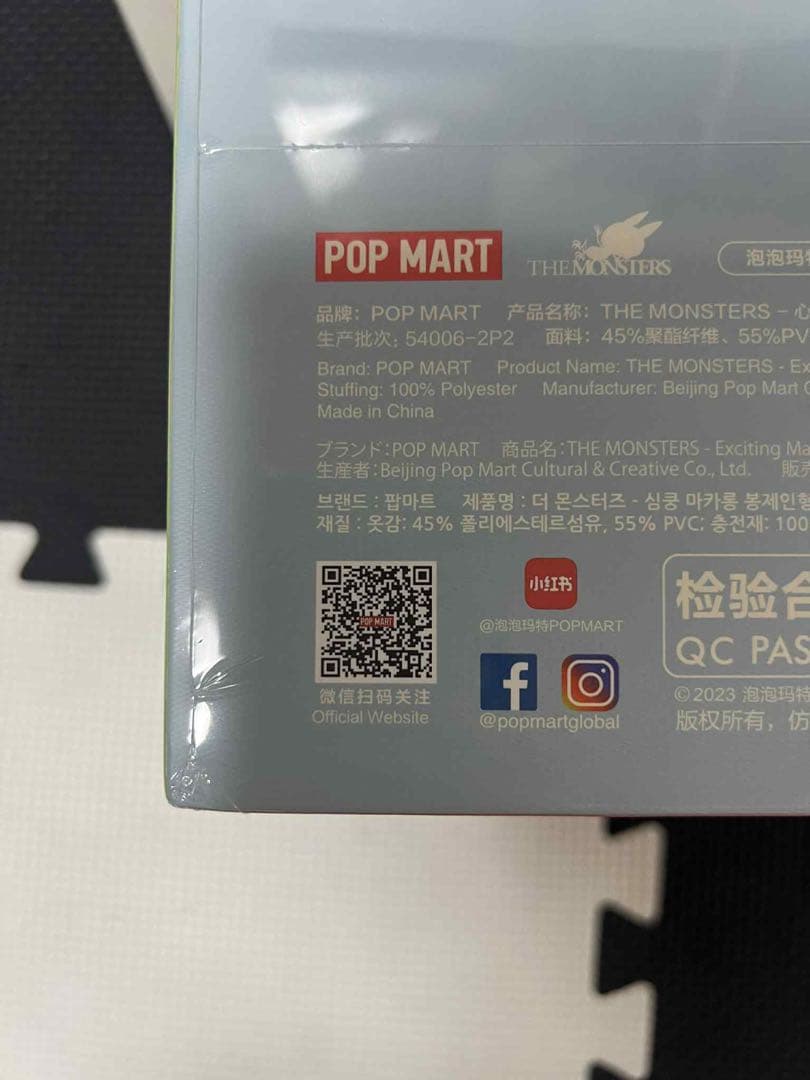 POP MART
THE MONSTERS
泡泡玛特
品牌：POP MART 产品名称：THE MONSTERS – 心
生产批次：54006-2P2 面料：45%聚酯纤维、55%PV
Brand: POP MART Product Name: THE MONSTERS - Ex
Stuffing: 100% Polyester Manufacturer: Beijing Pop Mart C
Made in China
ブランド：POP MART 商品名：THE MONSTERS - Exciting Ma
生産者：Beijing Pop Mart Cultural & Creative Co., Ltd. 販売
브랜드 : 팝마트 제품명 : 더 몬스터즈 - 심쿵 마카롱 봉제인형
재질 : 옷감: 45% 폴리에스테르섬유, 55% PVC; 충전재: 100
POP MART
小红书
@泡泡玛特POPMART
微信扫码关注
Official Website
@popmartglobal
检验合
QC PAS
© 2023 泡泡玛特
版权所有，仿